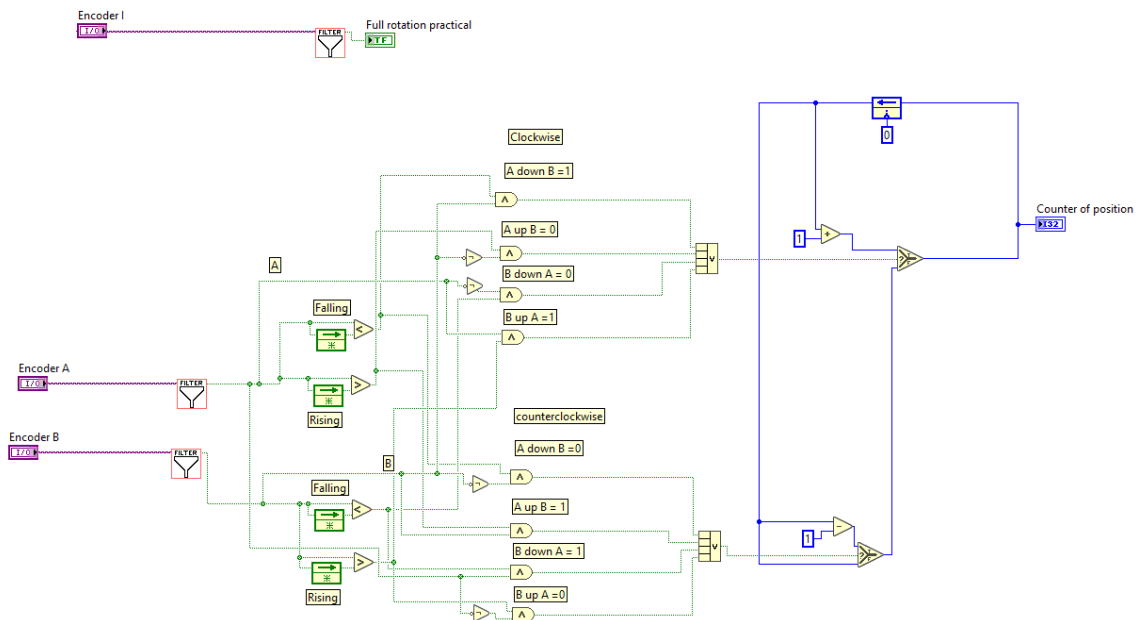 Encoder I
I/O
FILTER
Full rotation practical
TF
Clockwise
A down B =1
0
Counter of position
I32
1
A up B = 0
A
B down A = 0
Falling
B up A =1
Encoder A
I/O
FILTER
Rising
counterclockwise
Encoder B
I/O
FILTER
A down B =0
B
Falling
A up B = 1
1
B down A = 1
Rising
B up A =0